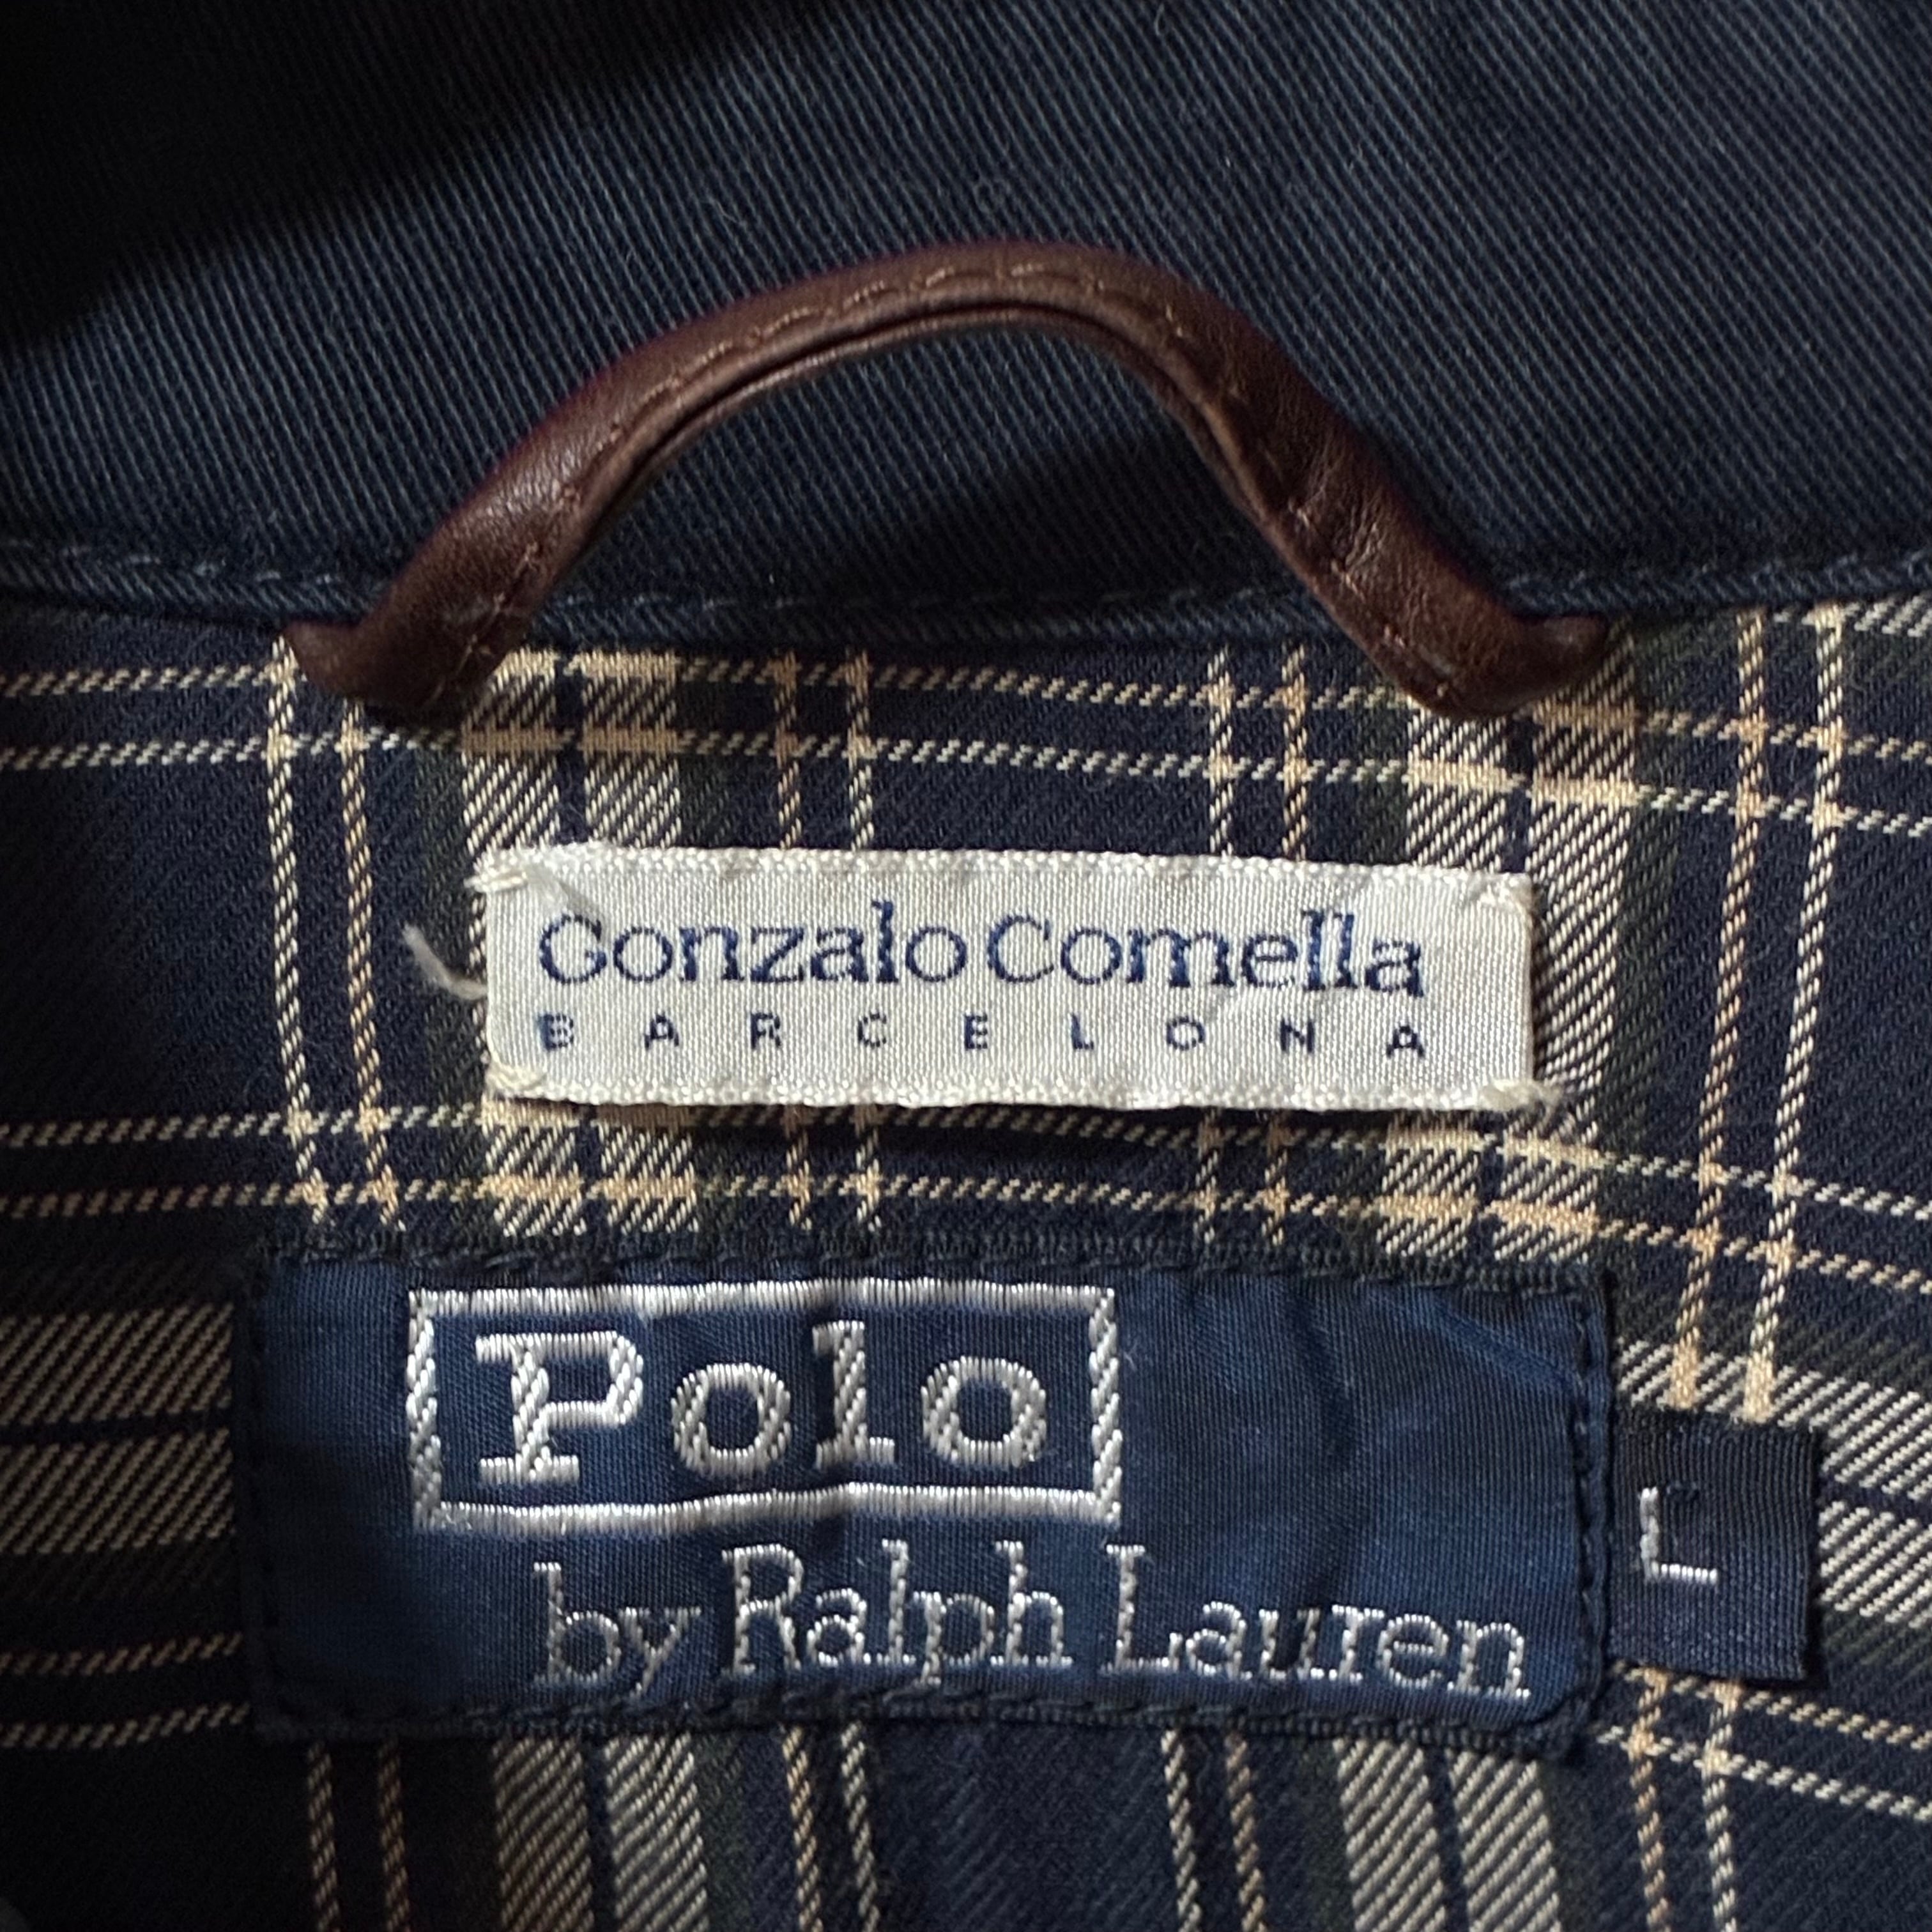 Gonzalo Comella
BARCELONA
Polo
by Ralph Lauren
L